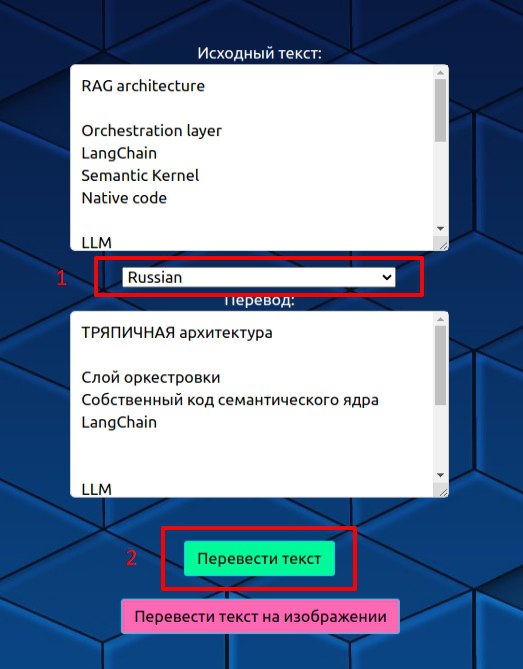 Исходный текст:
RAG architecture
Orchestration layer
LangChain
Semantic Kernel
Native code
LLM
1
Russian
Перевод:
ТРЯПИЧНАЯ архитектура
Слой оркестровки
Собственный код семантического ядра
LangChain
LLM
2
Перевести текст
Перевести текст на изображении